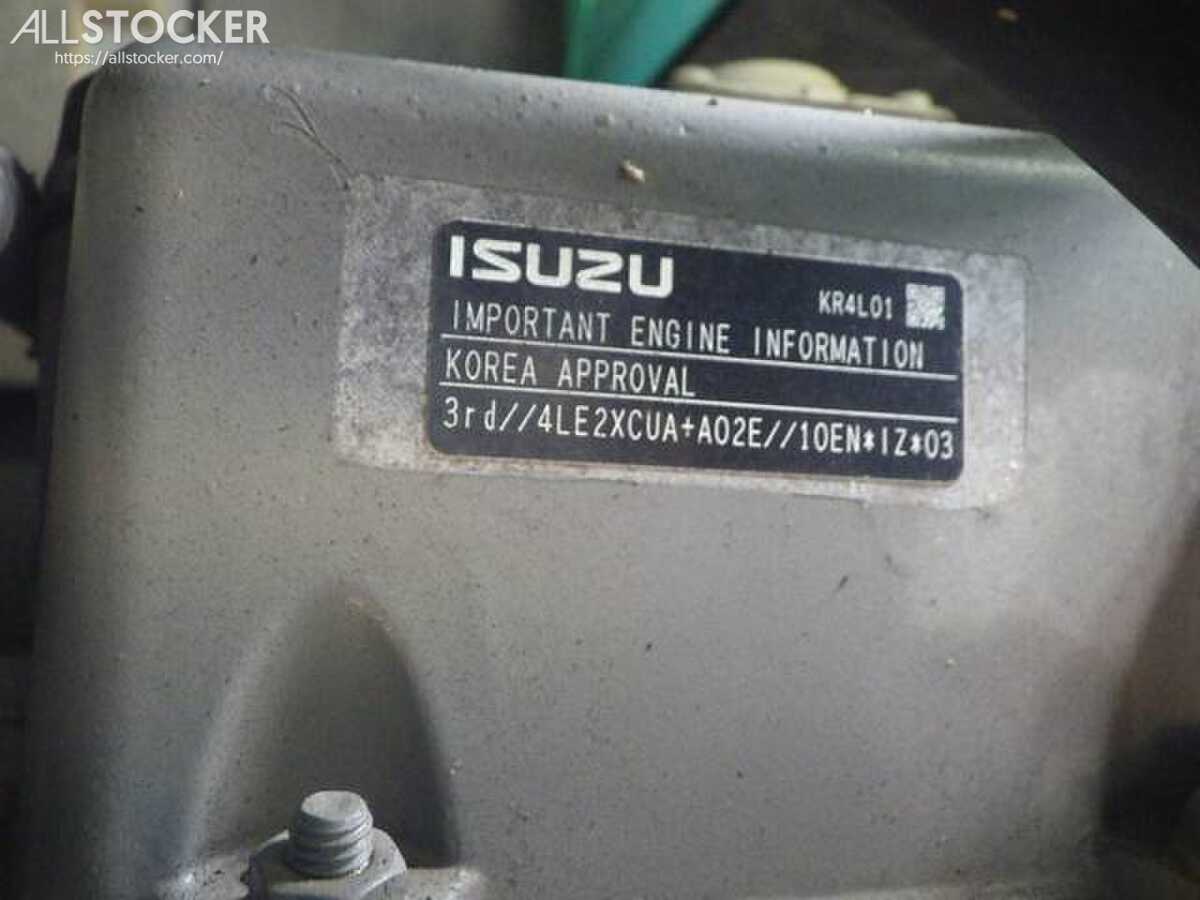 ALLSTOCKER
https://allstocker.com/
ISUZU
KR4L01
IMPORTANT ENGINE INFORMATION
KOREA APPROVAL
3rd//4LE2XCUA+A02E//10EN*IZ*03